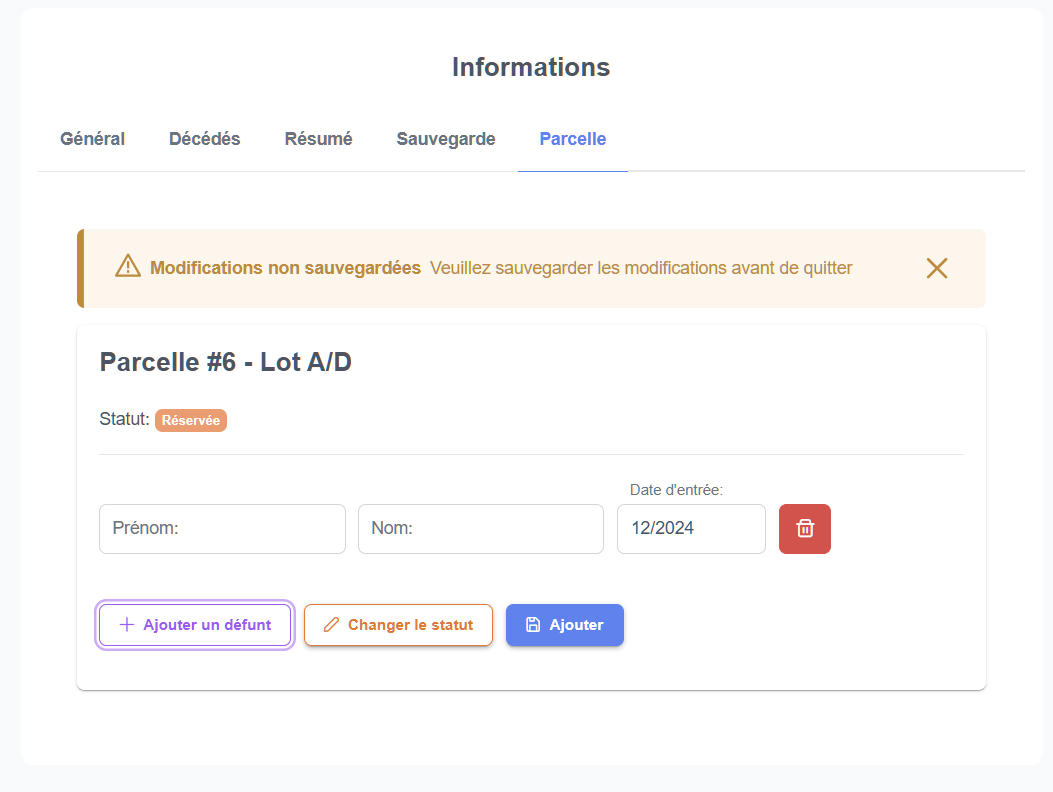 Informations
Général Décédés Résumé Sauvegarde Parcelle
Modifications non sauvegardées Veuillez sauvegarder les modifications avant de quitter
Parcelle #6 - Lot A/D
Statut: Réservée
Date d'entrée:
Prénom: Nom: 12/2024
Ajouter un défunt Changer le statut Ajouter